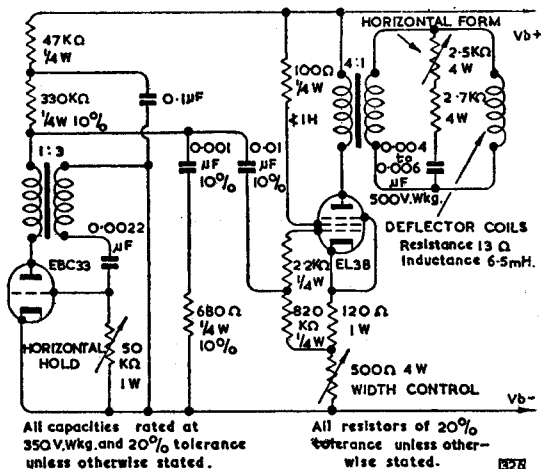 47KΩ
¼W
330KΩ
¼W 10%
1:3
0.1µF
0.0022
µF
EBC33
HORIZONTAL
HOLD
50
KΩ
1W
0.001
µF
10%
0.01
µF
10%
680Ω
¼W
10%
100Ω
¼W
4:1
HORIZONTAL FORM
Vb+
2.5KΩ
4W
2.7KΩ
4W
0.004
to
0.006
µF
500V.Wkg.
DEFLECTOR COILS
Resistance 13 Ω
Inductance 6.5mH.
EL38
2.2KΩ
¼W
820
KΩ
¼W
120Ω
1W
500Ω 4W
WIDTH CONTROL
Vb-
All capacities rated at
350V.Wkg.and 20% tolerance
unless otherwise stated.
All resistors of 20%
tolerance unless other-
wise stated.